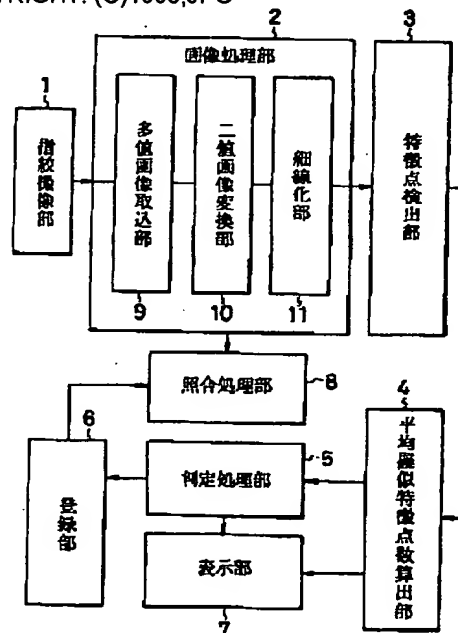 COPYRIGHT: (C)1998,JPO
2
画像処理部
3
1
指紋撮像部
多値画像取込部
二値画像変換部
細線化部
特徴点検出部
9
10
11
照合処理部
8
4
6
5
登録部
判定処理部
平均擬似特徴点数算出部
表示部
7